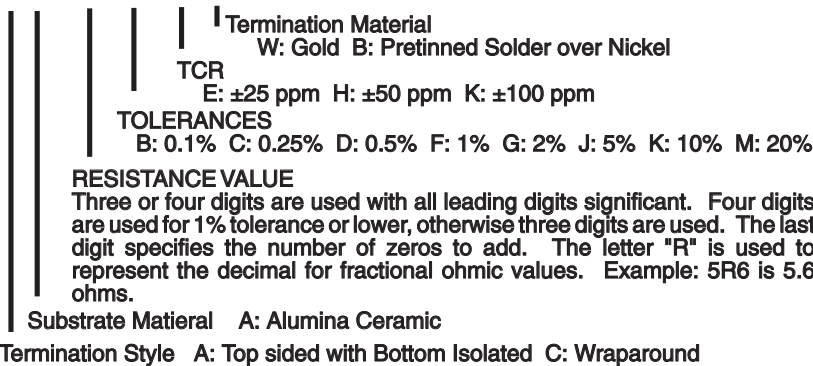 Termination Material
W: Gold B: Pretinned Solder over Nickel
TCR
E: ±25 ppm H: ±50 ppm K: ±100 ppm
TOLERANCES
B: 0.1% C: 0.25% D: 0.5% F: 1% G: 2% J: 5% K: 10% M: 20%
RESISTANCE VALUE
Three or four digits are used with all leading digits significant. Four digits
are used for 1% tolerance or lower, otherwise three digits are used. The last
digit specifies the number of zeros to add. The letter "R" is used to
represent the decimal for fractional ohmic values. Example: 5R6 is 5.6
ohms.
Substrate Matieral A: Alumina Ceramic
Termination Style A: Top sided with Bottom Isolated C: Wraparound